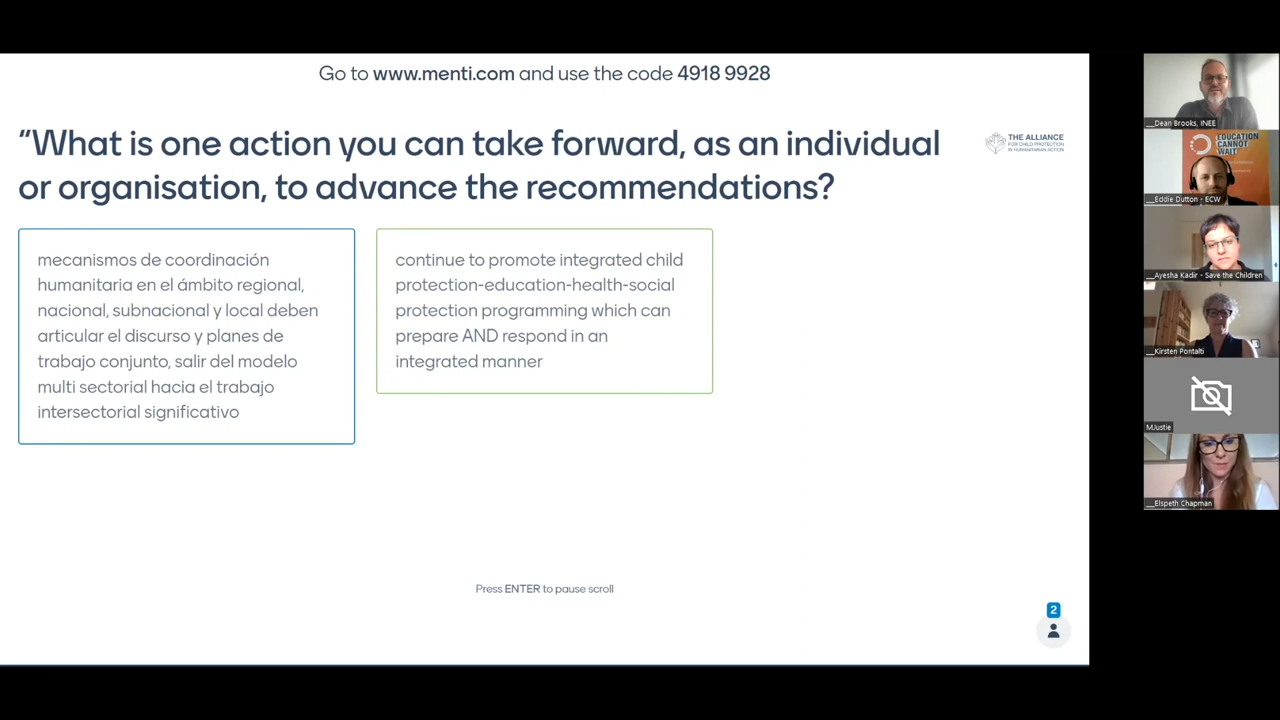 Go to www.menti.com and use the code 4918 9928
“What is one action you can take forward, as an individual
or organisation, to advance the recommendations?
THE ALLIANCE
FOR CHILD PROTECTION
IN HUMANITARIAN ACTION
mecanismos de coordinación
humanitaria en el ámbito regional,
nacional, subnacional y local deben
articular el discurso y planes de
trabajo conjunto, salir del modelo
multi sectorial hacia el trabajo
intersectorial significativo
continue to promote integrated child
protection-education-health-social
protection programming which can
prepare AND respond in an
integrated manner
Press ENTER to pause scroll
2
__Dean Brooks, INEE
EDUCATION
CANNOT
WAIT
__Eddie Dutton - ECW
__Ayesha Kadir - Save the Children
__Kirsten Pontalti
MJustie
__Elspeth Chapman